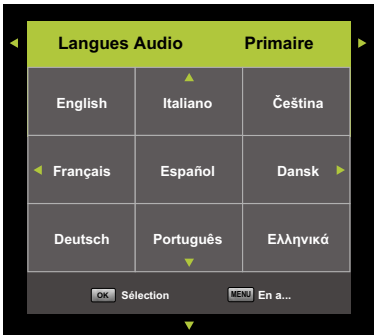 Langues Audio Primaire
English Italiano Čeština
Français Español Dansk
Deutsch Português Ελληνικά
OK Sélection MENU En a...